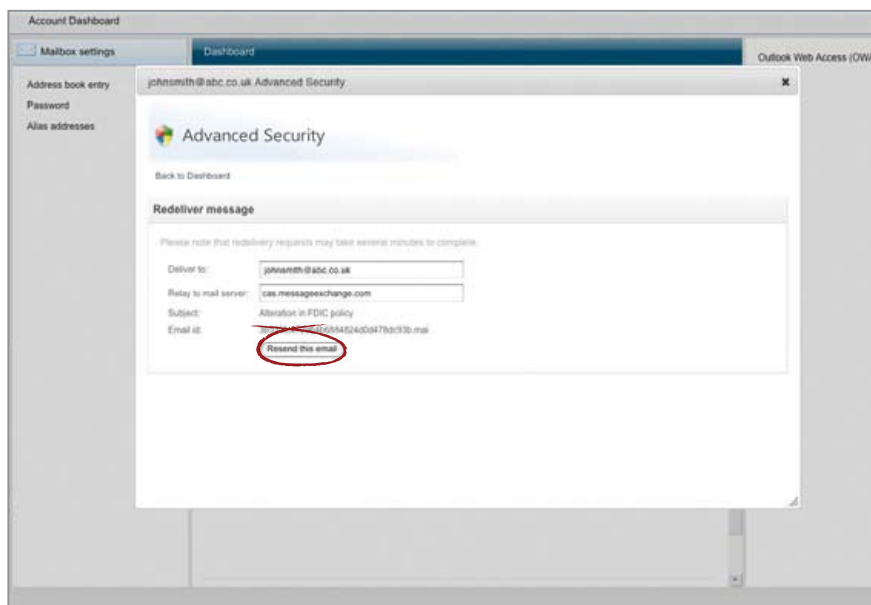 Account Dashboard
Mailbox settings
Dashboard
Outlook Web Access (OWA
Address book entry
Password
Alias addresses
johnsmith@abc.co.uk Advanced Security
Advanced Security
Back to Dashboard
Redeliver message
Please note that redelivery requests may take several minutes to complete.
Deliver to: johnsmith@abc.co.uk
Relay to mail server: cas.messageexchange.com
Subject: Alteration in FDIC policy
Email id:
Resend this email